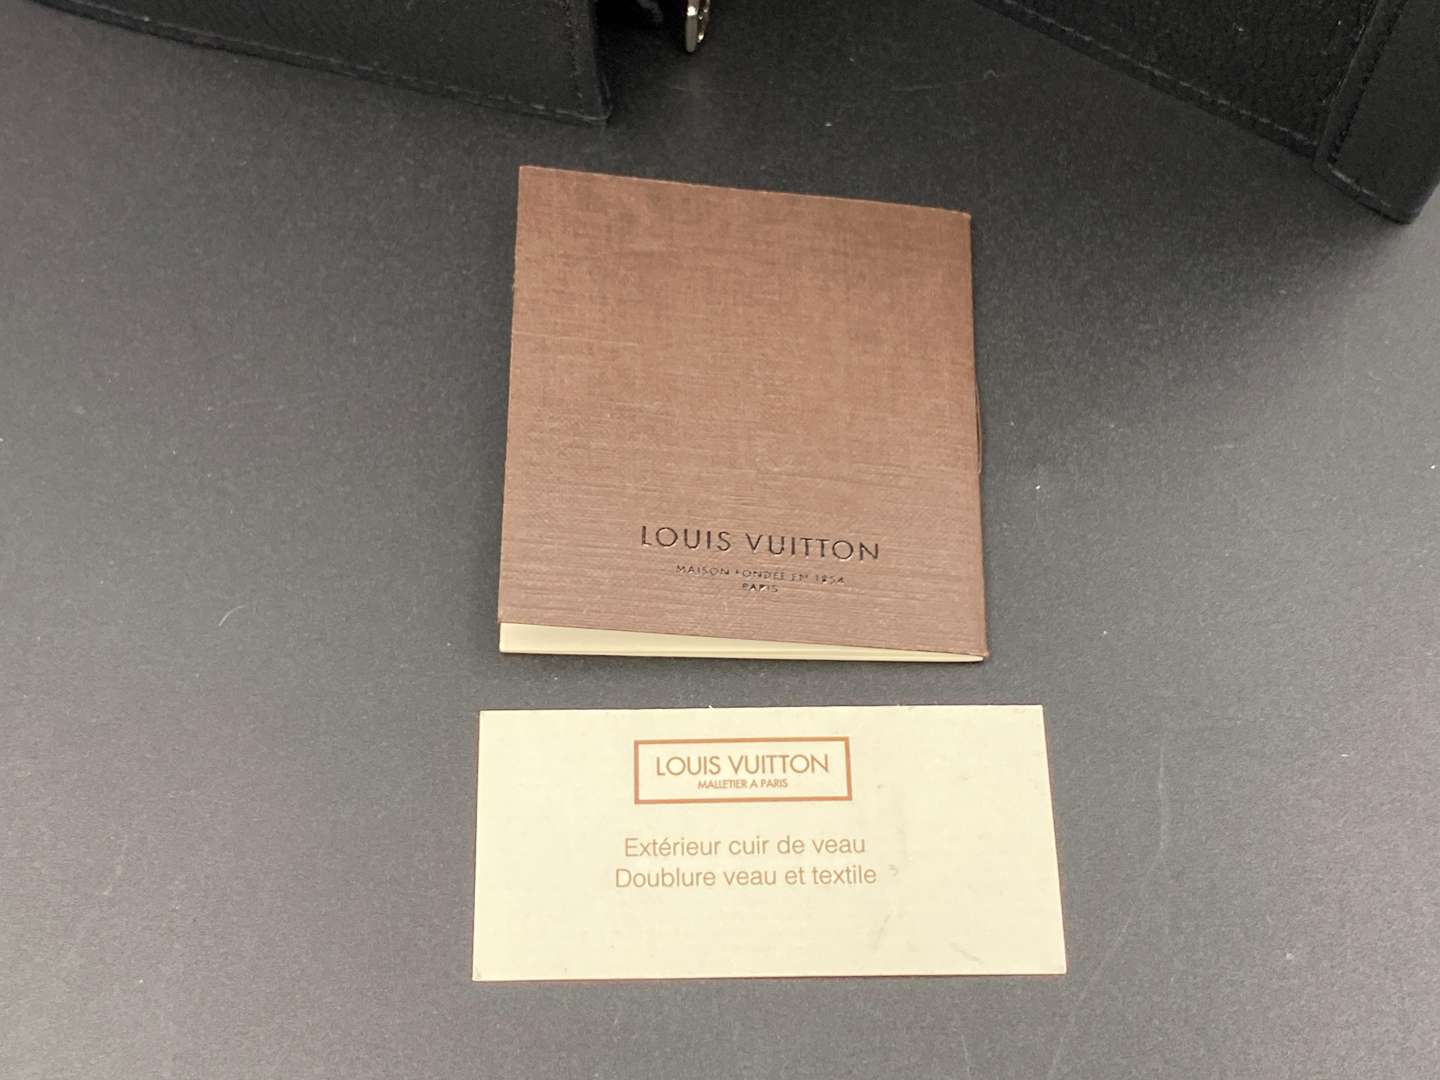 LOUIS VUITTON
MAISON FONDÉE EN 1854
PARIS
LOUIS VUITTON
MALLETIER A PARIS
Extérieur cuir de veau
Doublure veau et textile